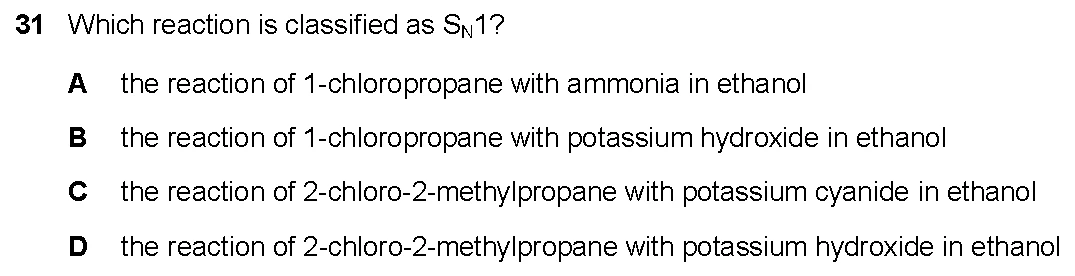 31 Which reaction is classified as SN1?
A the reaction of 1-chloropropane with ammonia in ethanol
B the reaction of 1-chloropropane with potassium hydroxide in ethanol
C the reaction of 2-chloro-2-methylpropane with potassium cyanide in ethanol
D the reaction of 2-chloro-2-methylpropane with potassium hydroxide in ethanol